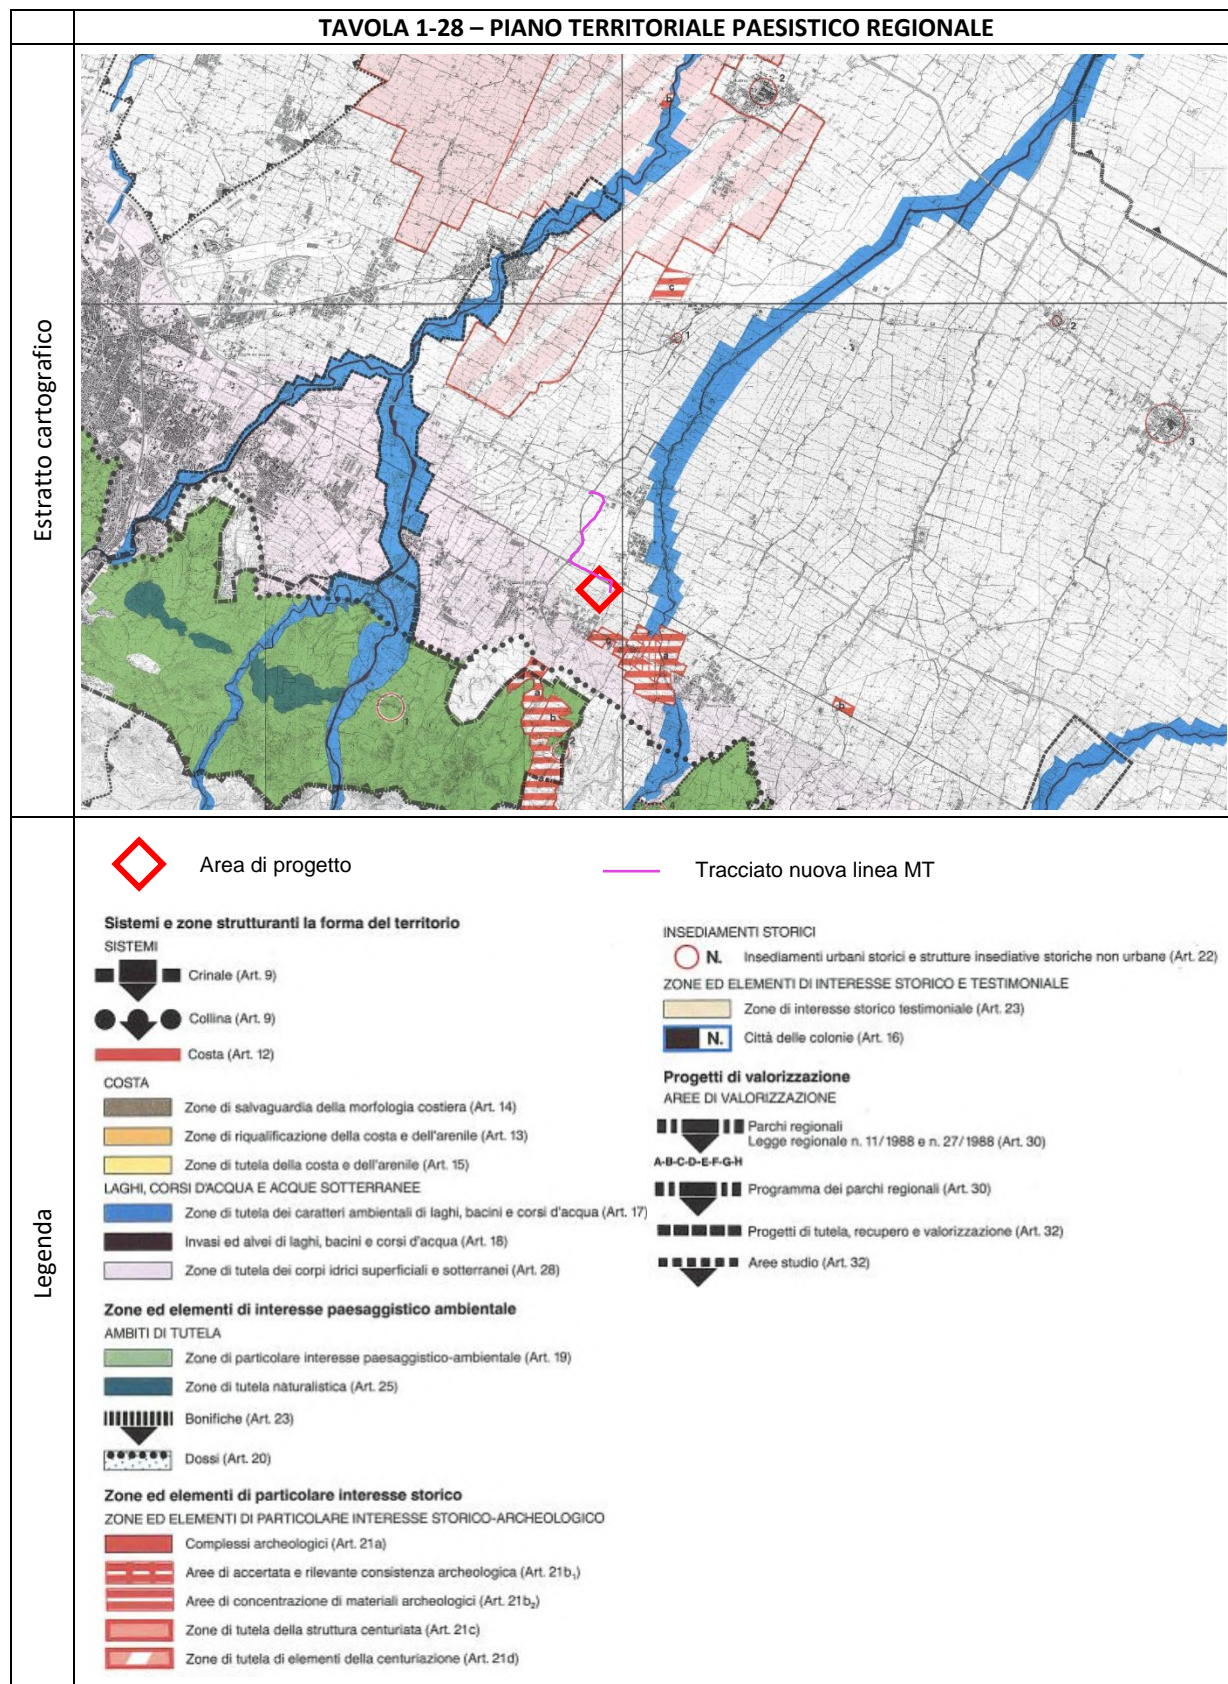 TAVOLA 1-28 – PIANO TERRITORIALE PAESISTICO REGIONALE
Estratto cartografico
2
b
c
1
2
3
a
b
1
2
a
b
Legenda
Area di progetto
Tracciato nuova linea MT
Sistemi e zone strutturanti la forma del territorio
SISTEMI
Crinale (Art. 9)
Collina (Art. 9)
Costa (Art. 12)
COSTA
Zone di salvaguardia della morfologia costiera (Art. 14)
Zone di riqualificazione della costa e dell'arenile (Art. 13)
Zone di tutela della costa e dell'arenile (Art. 15)
LAGHI, CORSI D'ACQUA E ACQUE SOTTERRANEE
Zone di tutela dei caratteri ambientali di laghi, bacini e corsi d'acqua (Art. 17)
Invasi ed alvei di laghi, bacini e corsi d'acqua (Art. 18)
Zone di tutela dei corpi idrici superficiali e sotterranei (Art. 28)
Zone ed elementi di interesse paesaggistico ambientale
AMBITI DI TUTELA
Zone di particolare interesse paesaggistico-ambientale (Art. 19)
Zone di tutela naturalistica (Art. 25)
Bonifiche (Art. 23)
Dossi (Art. 20)
Zone ed elementi di particolare interesse storico
ZONE ED ELEMENTI DI PARTICOLARE INTERESSE STORICO-ARCHEOLOGICO
Complessi archeologici (Art. 21a)
Aree di accertata e rilevante consistenza archeologica (Art. 21b₁)
Aree di concentrazione di materiali archeologici (Art. 21b₂)
Zone di tutela della struttura centuriata (Art. 21c)
Zone di tutela di elementi della centuriazione (Art. 21d)
INSEDIAMENTI STORICI
N. Insediamenti urbani storici e strutture insediative storiche non urbane (Art. 22)
ZONE ED ELEMENTI DI INTERESSE STORICO E TESTIMONIALE
Zone di interesse storico testimoniale (Art. 23)
N. Città delle colonie (Art. 16)
Progetti di valorizzazione
AREE DI VALORIZZAZIONE
Parchi regionali
Legge regionale n. 11/1988 e n. 27/1988 (Art. 30)
A-B-C-D-E-F-G-H
Programma dei parchi regionali (Art. 30)
Progetti di tutela, recupero e valorizzazione (Art. 32)
Aree studio (Art. 32)